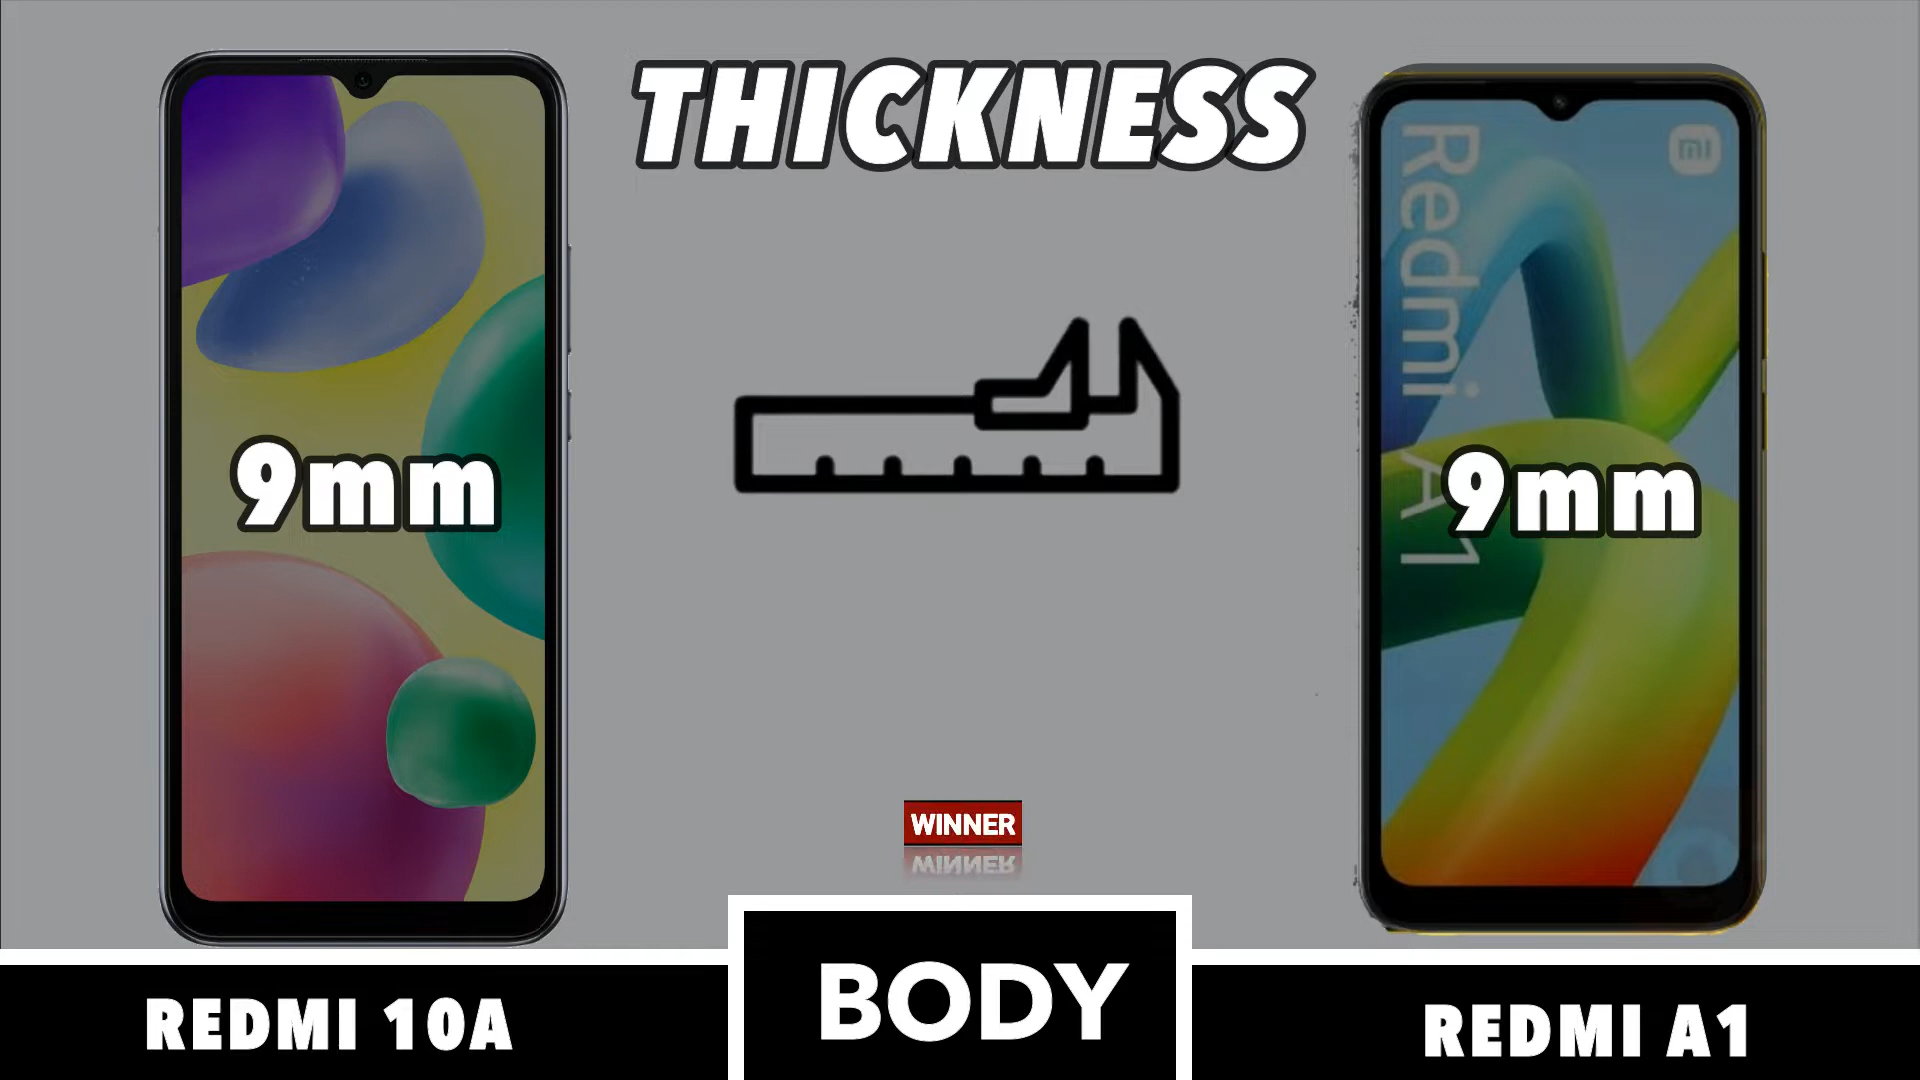 THICKNESS
Redmi A1
9mm
9mm
WINNER
BODY
REDMI 10A
REDMI A1